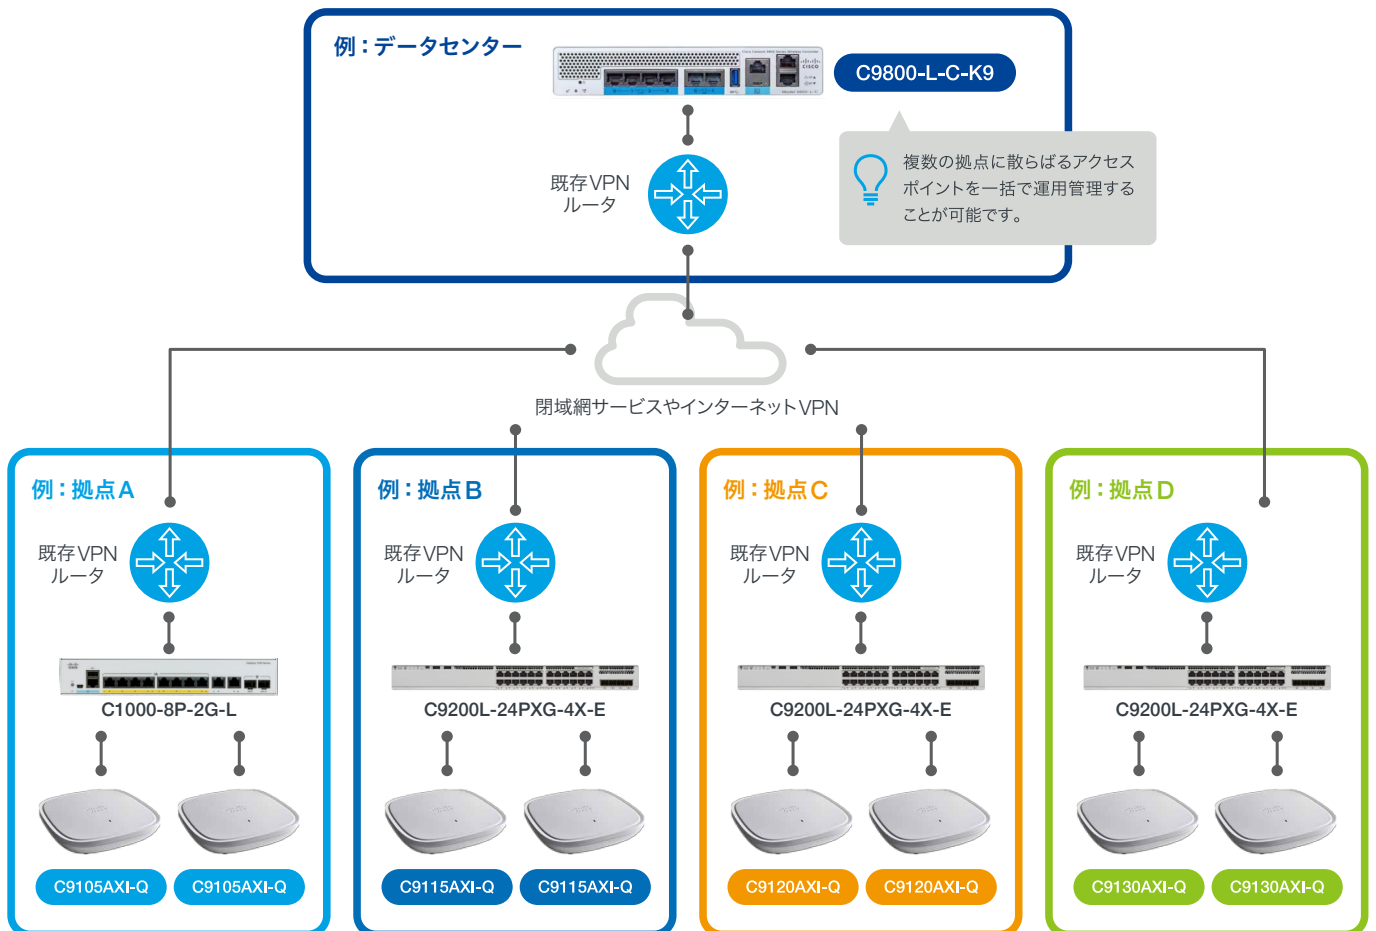 例：データセンター
CISCO
C9800-L-C-K9
既存VPN
ルータ
複数の拠点に散らばるアクセス
ポイントを一括で運用管理する
ことが可能です。
閉域網サービスやインターネットVPN
例：拠点A
既存VPN
ルータ
C1000-8P-2G-L
C9105AXI-Q
C9105AXI-Q
例：拠点B
既存VPN
ルータ
C9200L-24PXG-4X-E
C9115AXI-Q
C9115AXI-Q
例：拠点C
既存VPN
ルータ
C9200L-24PXG-4X-E
C9120AXI-Q
C9120AXI-Q
例：拠点D
既存VPN
ルータ
C9200L-24PXG-4X-E
C9130AXI-Q
C9130AXI-Q